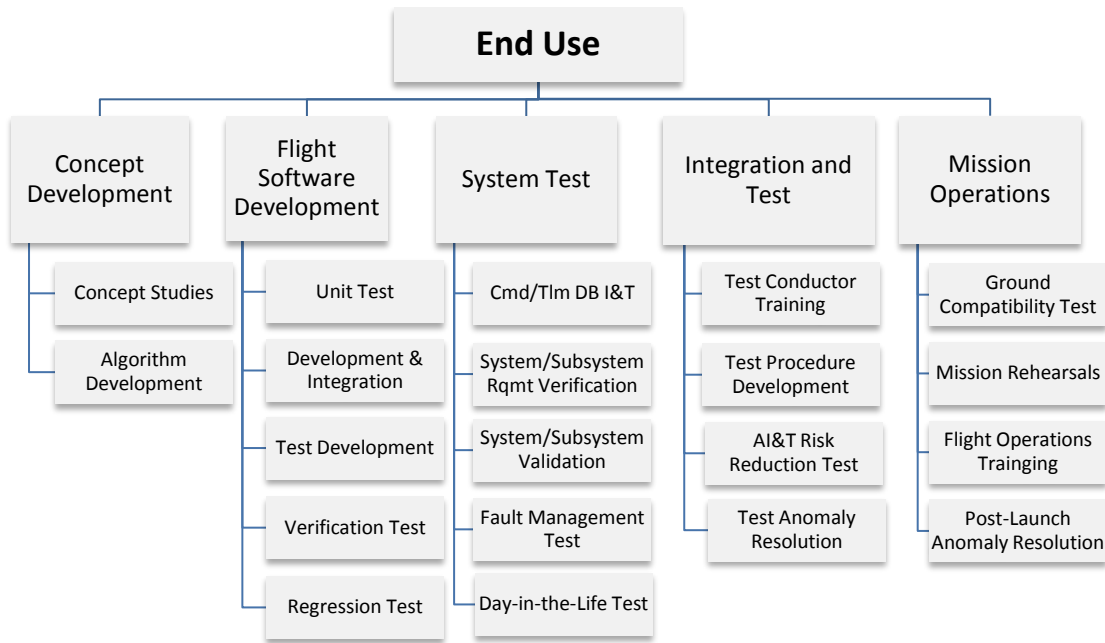 End Use
Concept
Development
Concept Studies
Algorithm
Development
Flight
Software
Development
Unit Test
Development &
Integration
Test Development
Verification Test
Regression Test
System Test
Cmd/Tlm DB I&T
System/Subsystem
Rqmt Verification
System/Subsystem
Validation
Fault Management
Test
Day-in-the-Life Test
Integration and
Test
Test Conductor
Training
Test Procedure
Development
AI&T Risk
Reduction Test
Test Anomaly
Resolution
Mission
Operations
Ground
Compatibility Test
Mission Rehearsals
Flight Operations
Trainging
Post-Launch
Anomaly Resolution